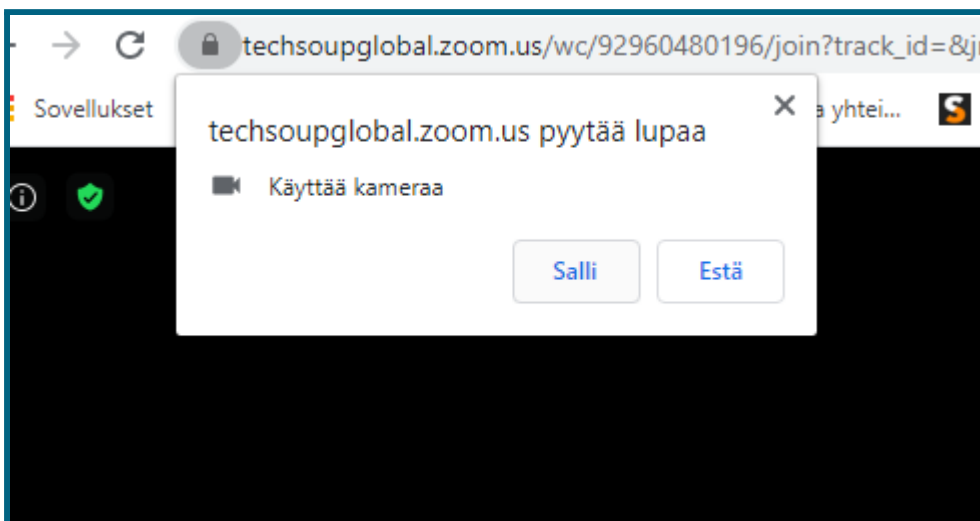 techsoupglobal.zoom.us/wc/92960480196/join?track_id=&j
Sovellukset
yhtei...
techsoupglobal.zoom.us pyytää lupaa
Käyttää kameraa
Salli
Estä